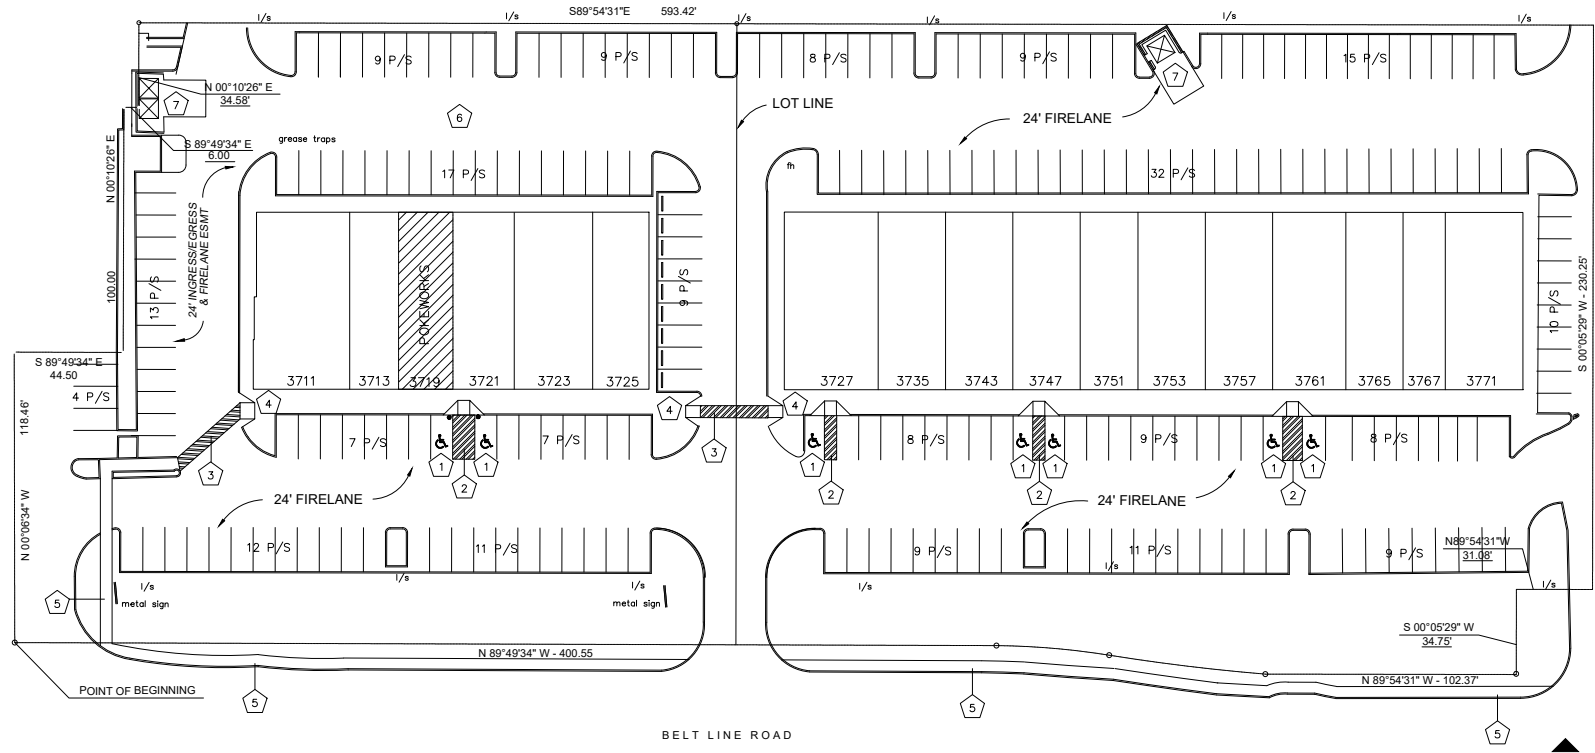 l/s
l/s
S89°54'31"E 593.42'
l/s
l/s
l/s
l/s
9 P/S
9 P/S
8 P/S
9 P/S
15 P/S
7
7
N 00°10'26" E
34.58'
6
LOT LINE
24' FIRELANE
grease traps
S 89°49'34" E
6.00
N 00°10'26" E
100.00
fh
17 P/S
32 P/S
24' INGRESS/EGRESS
& FIRELANE ESMT
13 P/S
POKEWORKS
9 P/S
10 P/S
S 00°05'29" W - 230.25'
S 89°49'34" E
44.50
4 P/S
118.46'
N 00°06'34" W
3711
3713
3719
3721
3723
3725
3727
3735
3743
3747
3751
3753
3757
3761
3765
3767
3771
4
4
4
7 P/S
7 P/S
8 P/S
9 P/S
8 P/S
3
1
1
2
3
1
2
1
1
2
1
1
2
24' FIRELANE
24' FIRELANE
12 P/S
11 P/S
9 P/S
11 P/S
9 P/S
N89°54'31"W
31.08'
l/s
l/s
l/s
l/s
l/s
l/s
5
metal sign
metal sign
S 00°05'29" W
34.75'
N 89°49'34" W - 400.55
N 89°54'31" W - 102.37'
POINT OF BEGINNING
5
5
5
BELT LINE ROAD